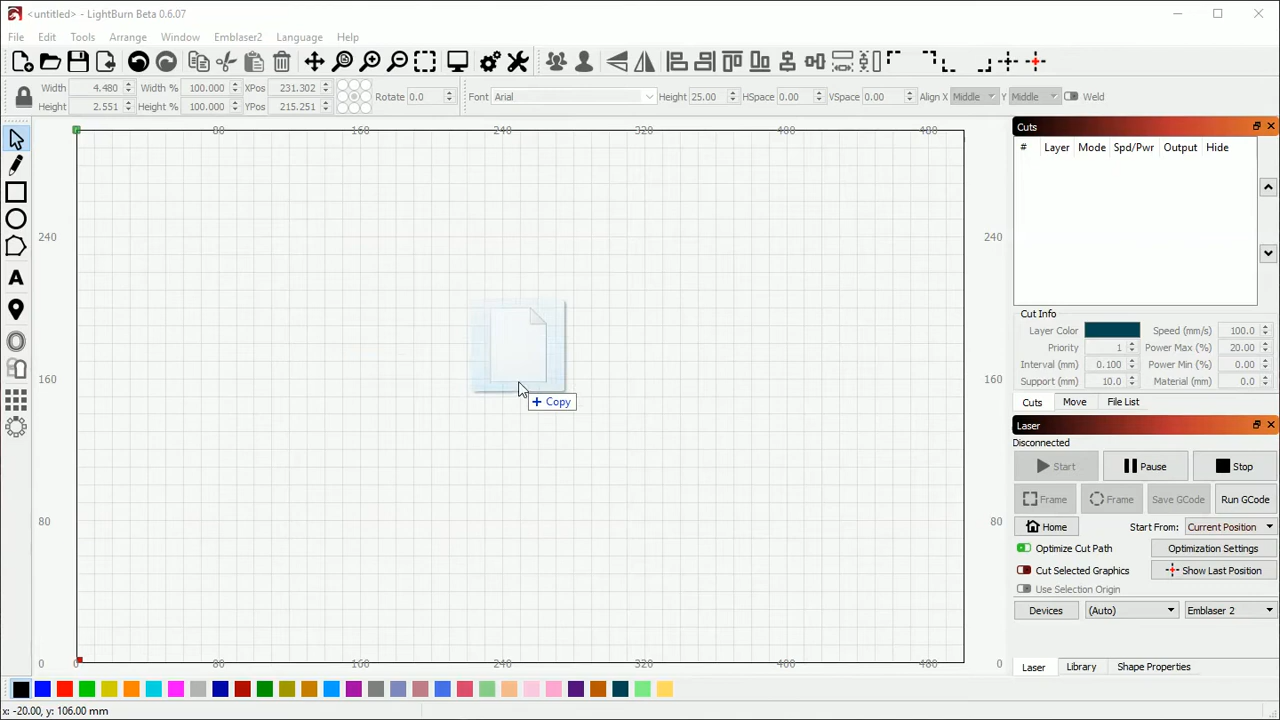 <untitled> - LightBurn Beta 0.6.07
File Edit Tools Arrange Window Emblaser2 Language Help
Width 4.480 Width % 100.000 XPos 231.302 Rotate 0.0 Font Arial Height 25.00 HSpace 0.00 VSpace 0.00 Align X Middle Y Middle Weld
Height 2.551 Height % 100.000 YPos 215.251
80 160 240 320 400 480
240 240
160 160
80 80
0 0 80 160 240 320 400 480 0
+ Copy
Cuts
# Layer Mode Spd/Pwr Output Hide
Cut Info
Layer Color Speed (mm/s) 100.0
Priority 1 Power Max (%) 20.00
Interval (mm) 0.100 Power Min (%) 0.00
Support (mm) 10.0 Material (mm) 0.0
Cuts Move File List
Laser
Disconnected
Start Pause Stop
Frame Frame Save GCode Run GCode
Home Start From: Current Position
Optimize Cut Path Optimization Settings
Cut Selected Graphics Show Last Position
Use Selection Origin
Devices (Auto) Emblaser 2
Laser Library Shape Properties
x: -20.00, y: 106.00 mm